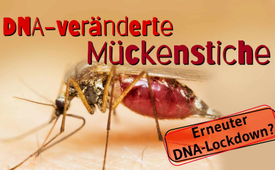 DNA-veränderte
Mückenstiche
Erneuter
DNA-Lockdown?